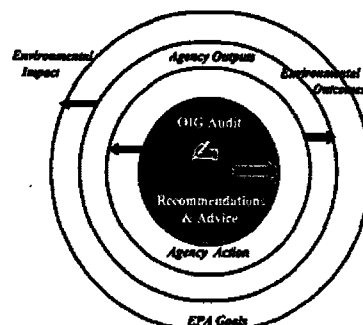 Environmental
Impact
Agency Outputs
Environmental
Outcomes
OIG Audit
Recommendations
& Advice
Agency Action
EPA Goals